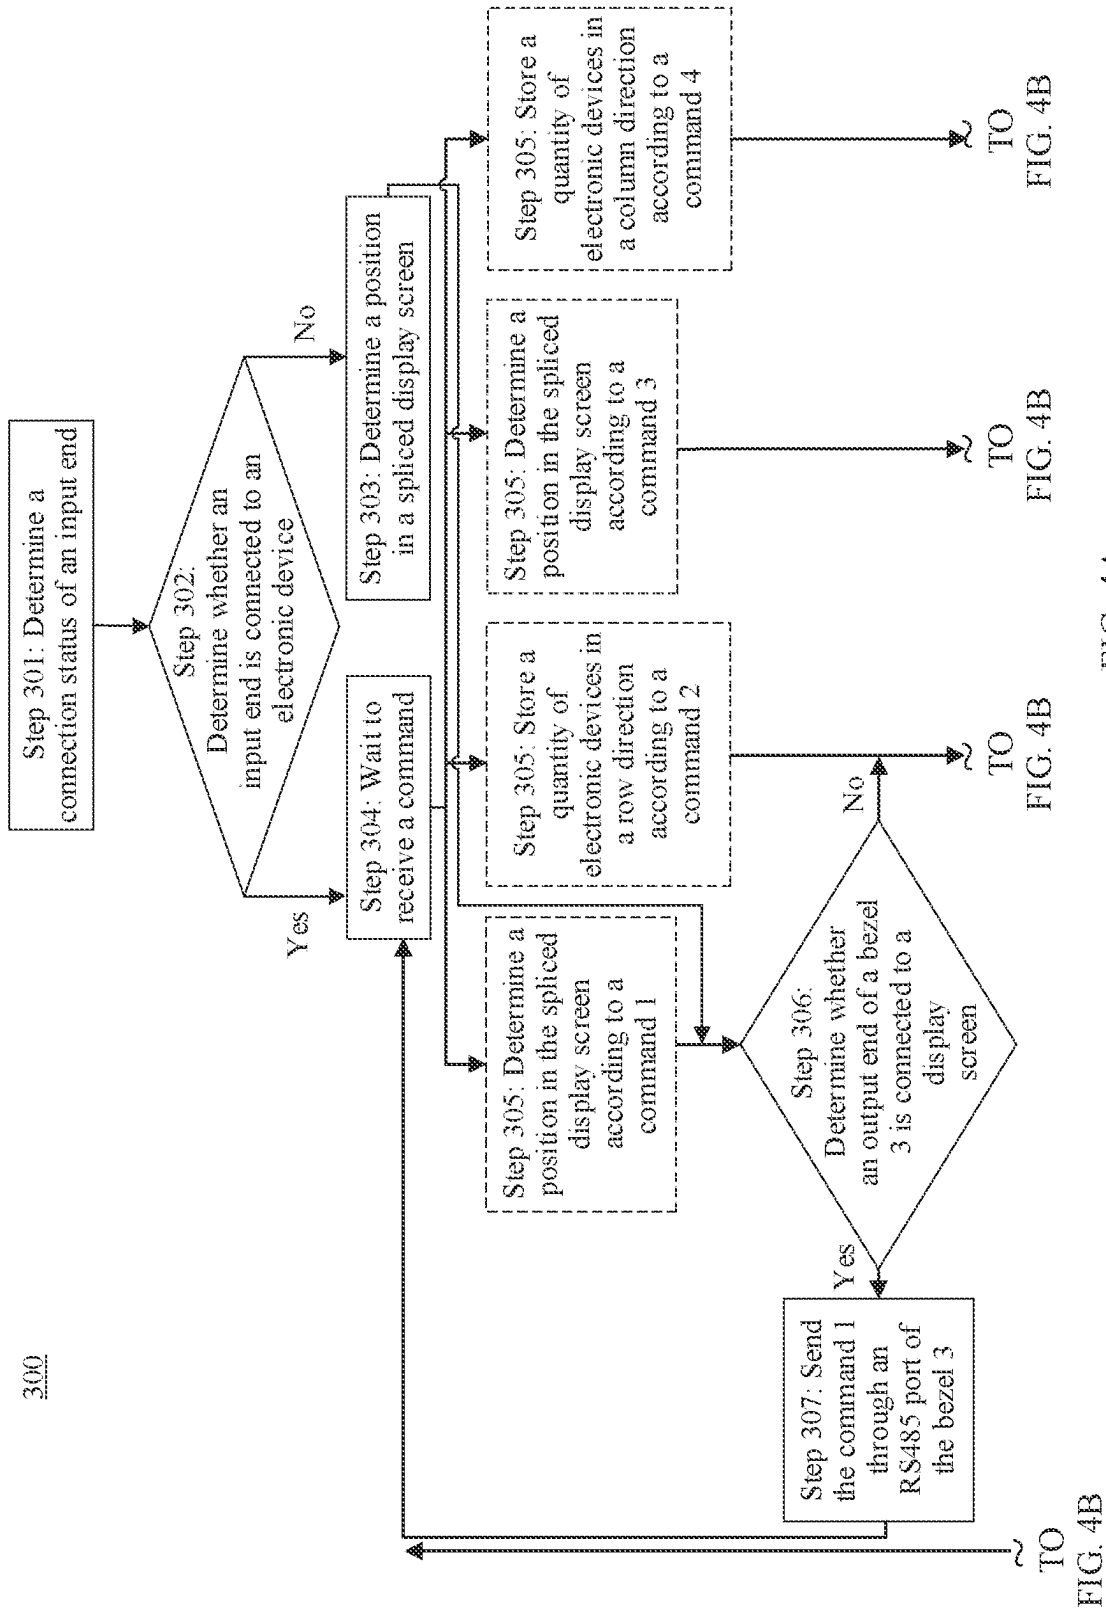 300
Step 301: Determine a
connection status of an input end
Step 302:
Determine whether an
input end is connected to an
electronic device
Yes
No
Step 304: Wait to
receive a command
Step 303: Determine a position
in a spliced display screen
Step 305: Determine a
position in the spliced
display screen
according to a
command 1
Step 305: Store a
quantity of
electronic devices in
a row direction
according to a
command 2
Step 305: Determine a
position in the spliced
display screen
according to a
command 3
Step 305: Store a
quantity of
electronic devices in
a column direction
according to a
command 4
Step 306:
Determine whether
an output end of a bezel
3 is connected to a
display
screen
Yes
No
Step 307: Send
the command 1
through an
RS485 port of
the bezel 3
TO
FIG. 4B
TO
FIG. 4B
TO
FIG. 4B
TO
FIG. 4B